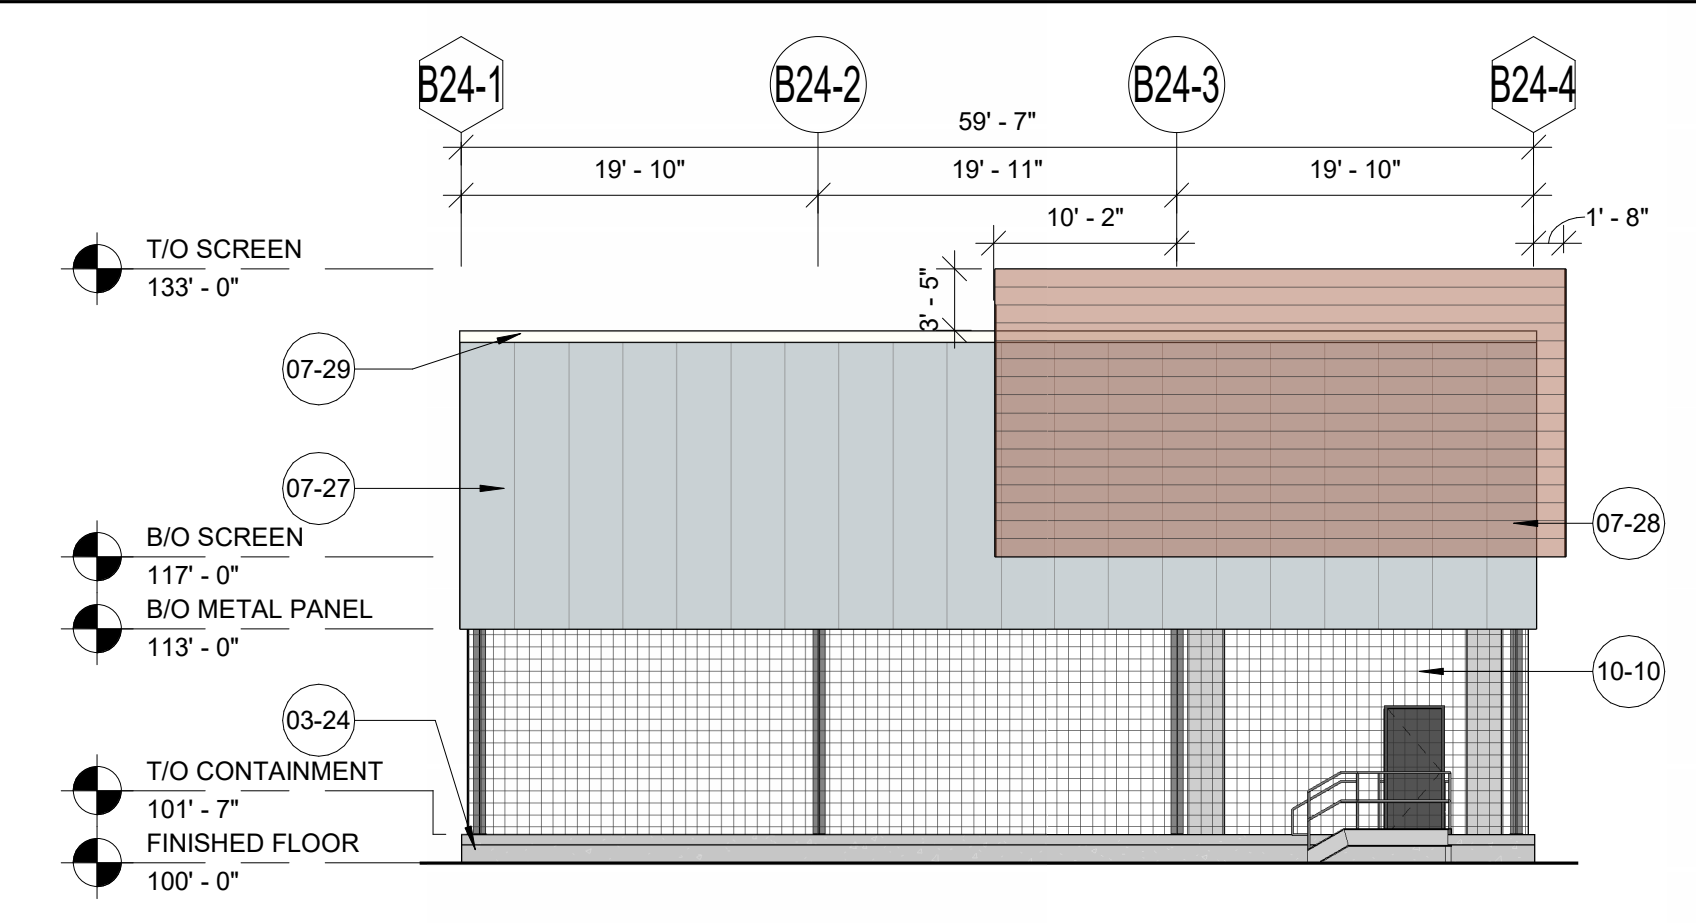 B24-1
B24-2
B24-3
B24-4
59' - 7"
19' - 10"
19' - 11"
19' - 10"
10' - 2"
1' - 8"
T/O SCREEN
133' - 0"
3' - 5"
07-29
07-27
B/O SCREEN
117' - 0"
07-28
B/O METAL PANEL
113' - 0"
10-10
03-24
T/O CONTAINMENT
101' - 7"
FINISHED FLOOR
100' - 0"